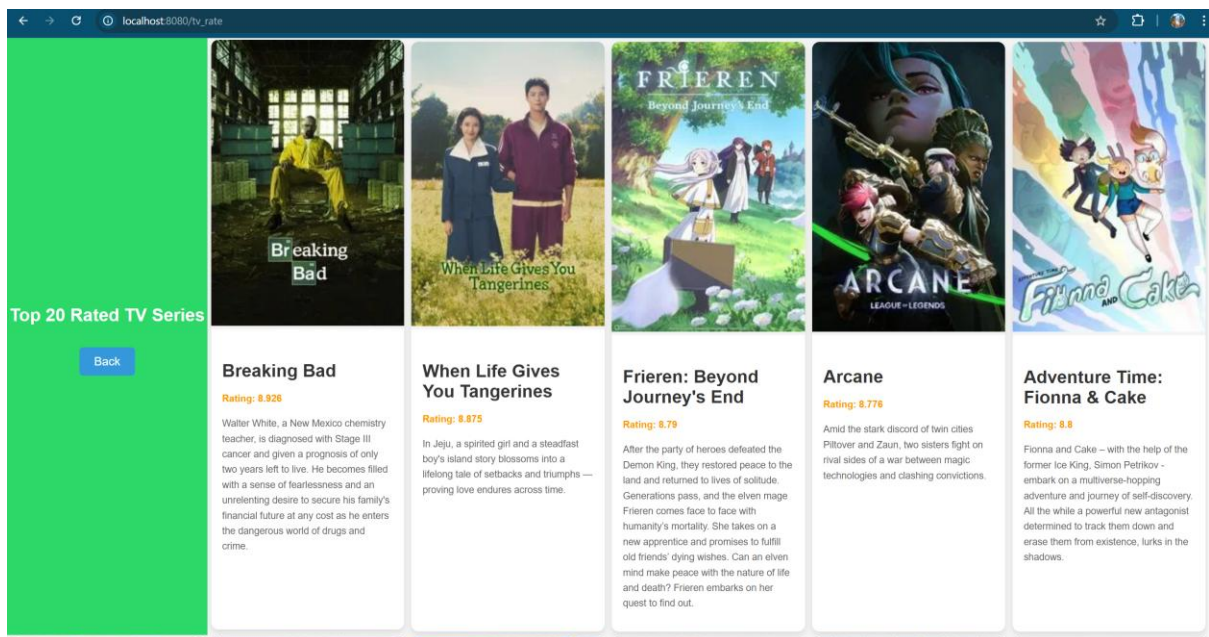 localhost:8080/tv_rate
Top 20 Rated TV Series
Back
Breaking
Bad
Breaking Bad
Rating: 8.926
Walter White, a New Mexico chemistry
teacher, is diagnosed with Stage III
cancer and given a prognosis of only
two years left to live. He becomes filled
with a sense of fearlessness and an
unrelenting desire to secure his family's
financial future at any cost as he enters
the dangerous world of drugs and
crime.
When Life Gives You
Tangerines
When Life Gives
You Tangerines
Rating: 8.875
In Jeju, a spirited girl and a steadfast
boy's island story blossoms into a
lifelong tale of setbacks and triumphs —
proving love endures across time.
FRIEREN
Beyond Journey's End
Frieren: Beyond
Journey's End
Rating: 8.79
After the party of heroes defeated the
Demon King, they restored peace to the
land and returned to lives of solitude.
Generations pass, and the elven mage
Frieren comes face to face with
humanity’s mortality. She takes on a
new apprentice and promises to fulfill
old friends’ dying wishes. Can an elven
mind make peace with the nature of life
and death? Frieren embarks on her
quest to find out.
ARCANE
LEAGUE OF LEGENDS
Arcane
Rating: 8.776
Amid the stark discord of twin cities
Piltover and Zaun, two sisters fight on
rival sides of a war between magic
technologies and clashing convictions.
ADVENTURE TIME
Fionna AND Cake
Adventure Time:
Fionna & Cake
Rating: 8.8
Fionna and Cake – with the help of the
former Ice King, Simon Petrikov -
embark on a multiverse-hopping
adventure and journey of self-discovery.
All the while a powerful new antagonist
determined to track them down and
erase them from existence, lurks in the
shadows.